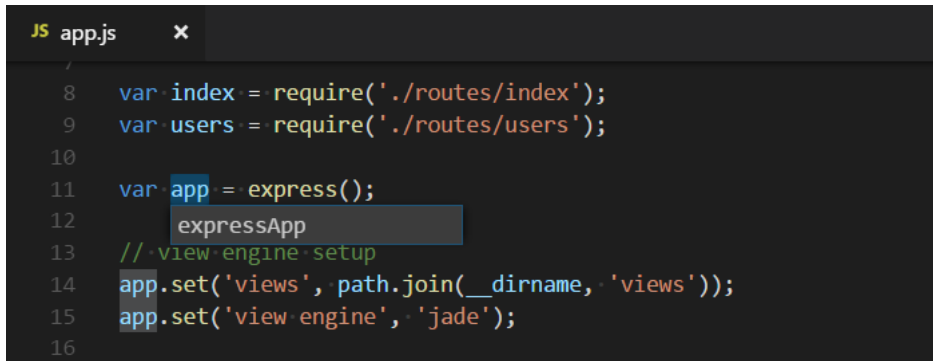 JS app.js ×
7
8 var index = require('./routes/index');
9 var users = require('./routes/users');
10
11 var app = express();
12 expressApp
13 // view engine setup
14 app.set('views', path.join(__dirname, 'views'));
15 app.set('view engine', 'jade');
16